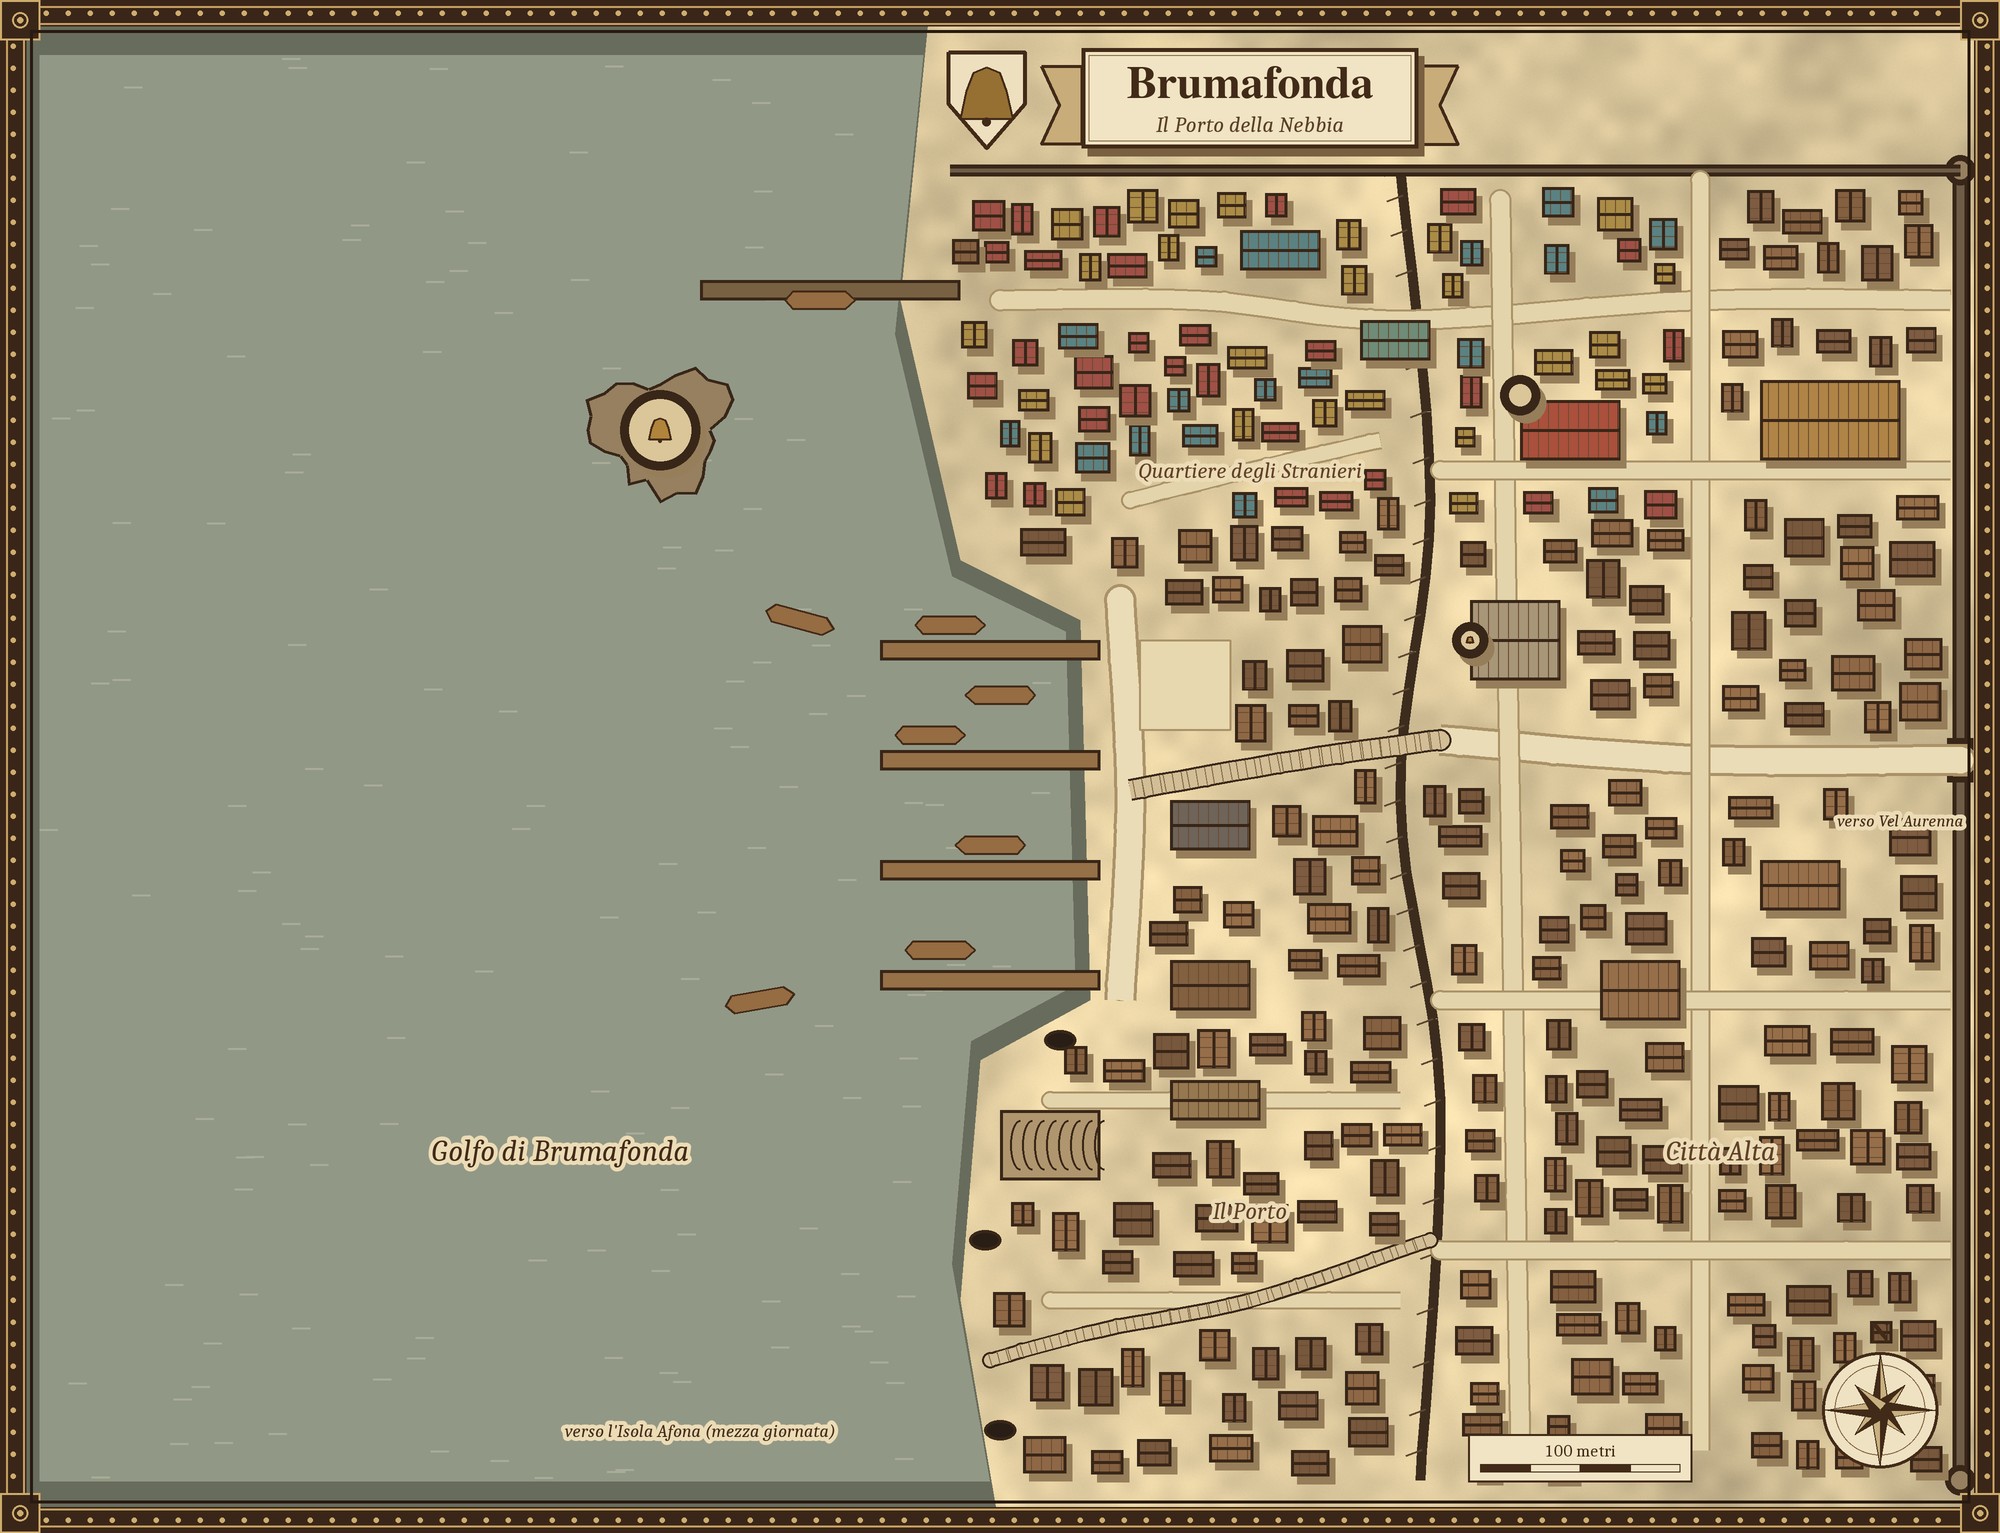 Brumafonda
Il Porto della Nebbia
Quartiere degli Stranieri
verso Vel Aurenna
Golfo di Brumafonda
Città Alta
Il Porto
verso l'Isola Afona (mezza giornata)
100 metri